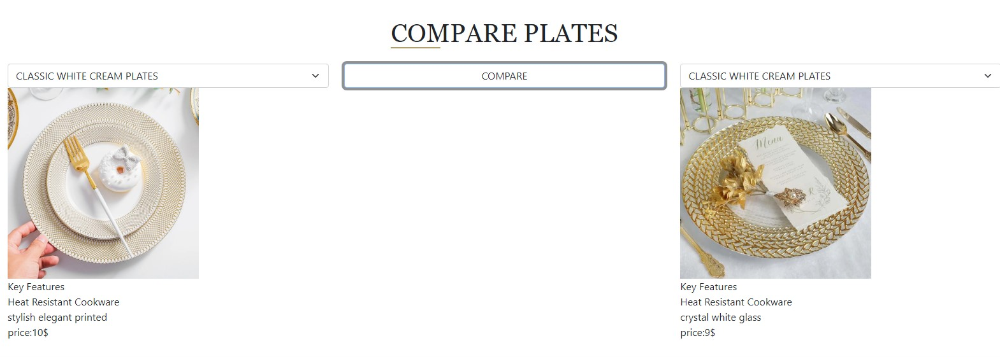 COMPARE PLATES
CLASSIC WHITE CREAM PLATES
COMPARE
CLASSIC WHITE CREAM PLATES
Key Features
Heat Resistant Cookware
stylish elegant printed
price:10$
Menu
R
Key Features
Heat Resistant Cookware
crystal white glass
price:9$